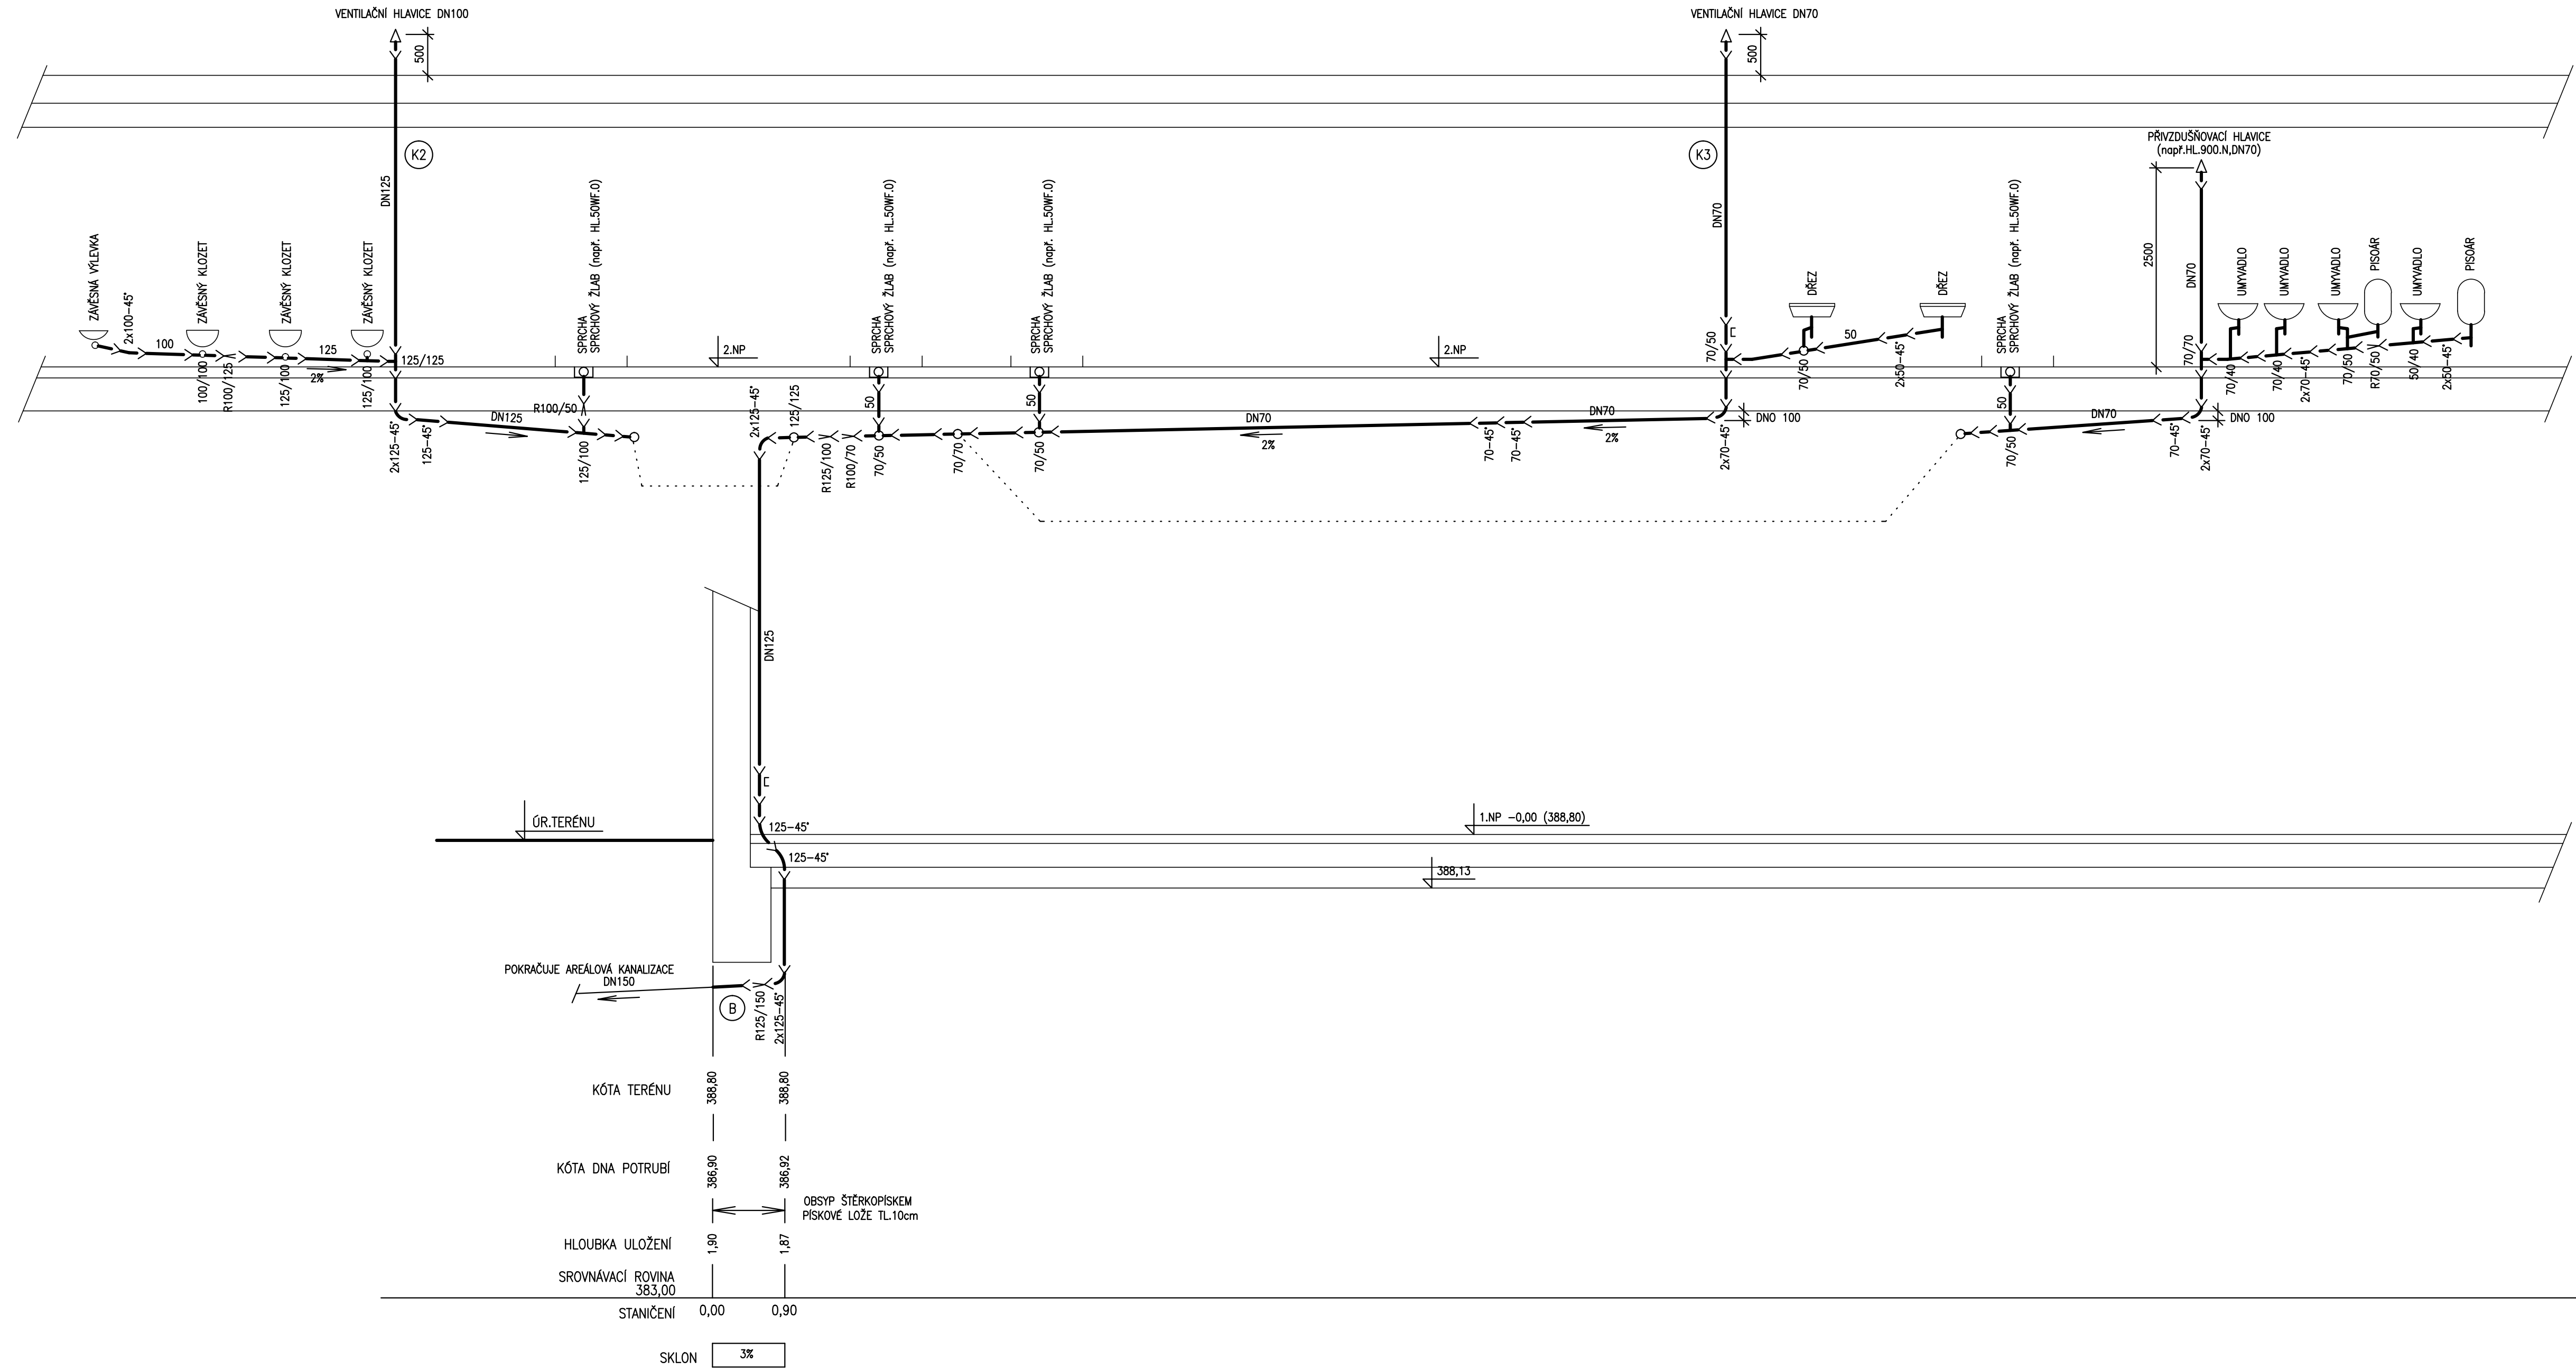 VENTILAČNÍ HLAVICE DN100
VENTILAČNÍ HLAVICE DN70
500
500
PŘIVZDUŠŇOVACÍ HLAVICE
(např.HL.900.N,DN70)
K2
K3
DN125
DN70
2500
DN70
ZÁVĚSNÁ VÝLEVKA
2x100-45°
ZÁVĚSNÝ KLOZET
ZÁVĚSNÝ KLOZET
ZÁVĚSNÝ KLOZET
SPRCHA
SPRCHOVÝ ŽLAB (např. HL.50WF.0)
SPRCHA
SPRCHOVÝ ŽLAB (např. HL.50WF.0)
SPRCHA
SPRCHOVÝ ŽLAB (např. HL.50WF.0)
DŘEZ
DŘEZ
SPRCHA
SPRCHOVÝ ŽLAB (např. HL.50WF.0)
UMYVADLO
UMYVADLO
UMYVADLO
PISOÁR
UMYVADLO
PISOÁR
100
125
125/125
2%
100/100
R100/125
125/100
125/100
2.NP
2.NP
70/50
50
70/50
2x50-45°
70/70
70/40
70/40
2x70-45°
70/50
R70/50
50/40
2x50-45°
R100/50
50
50
50
2x125-45°
125-45°
DN125
125/100
2x125-45°
125/125
R125/100
R100/70
70/50
70/70
70/50
DN70
2%
70-45°
70-45°
DN70
2%
2x70-45°
DNO 100
70/50
DN70
70-45°
2x70-45°
DNO 100
DN125
ÚR.TERÉNU
125-45°
125-45°
1.NP -0,00 (388,80)
388,13
POKRAČUJE AREÁLOVÁ KANALIZACE
DN150
B
R125/150
2x125-45°
KÓTA TERÉNU
388,80
388,80
KÓTA DNA POTRUBÍ
386,90
386,92
OBSYP ŠTĚRKOPÍSKEM
PÍSKOVÉ LOŽE TL.10cm
HLOUBKA ULOŽENÍ
1,90
1,87
SROVNÁVACÍ ROVINA
383,00
STANIČENÍ
0,00
0,90
SKLON
3%